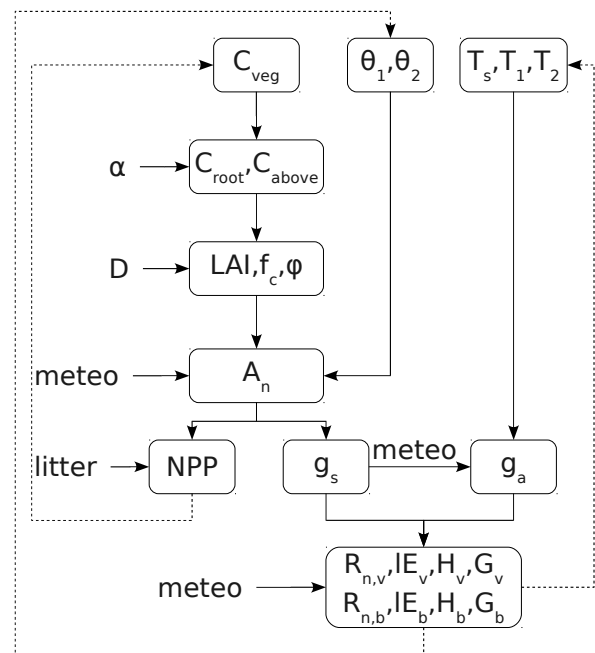 C_veg
θ_1,θ_2
T_s,T_1,T_2
α
C_root,C_above
D
LAI,f_c,φ
meteo
A_n
litter
NPP
g_s
meteo
g_a
meteo
R_n,v,lE_v,H_v,G_v
R_n,b,lE_b,H_b,G_b